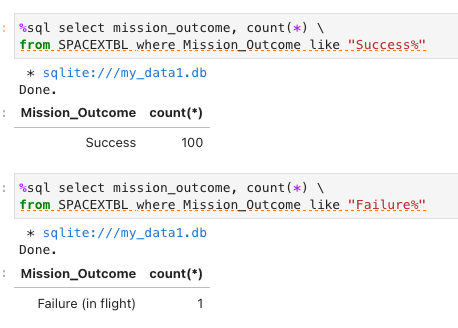 %sql select mission_outcome, count(*) \
from SPACEXTBL where Mission_Outcome like "Success%"
* sqlite:///my_data1.db
Done.
Mission_Outcome count(*)
Success 100
%sql select mission_outcome, count(*) \
from SPACEXTBL where Mission_Outcome like "Failure%"
* sqlite:///my_data1.db
Done.
Mission_Outcome count(*)
Failure (in flight) 1